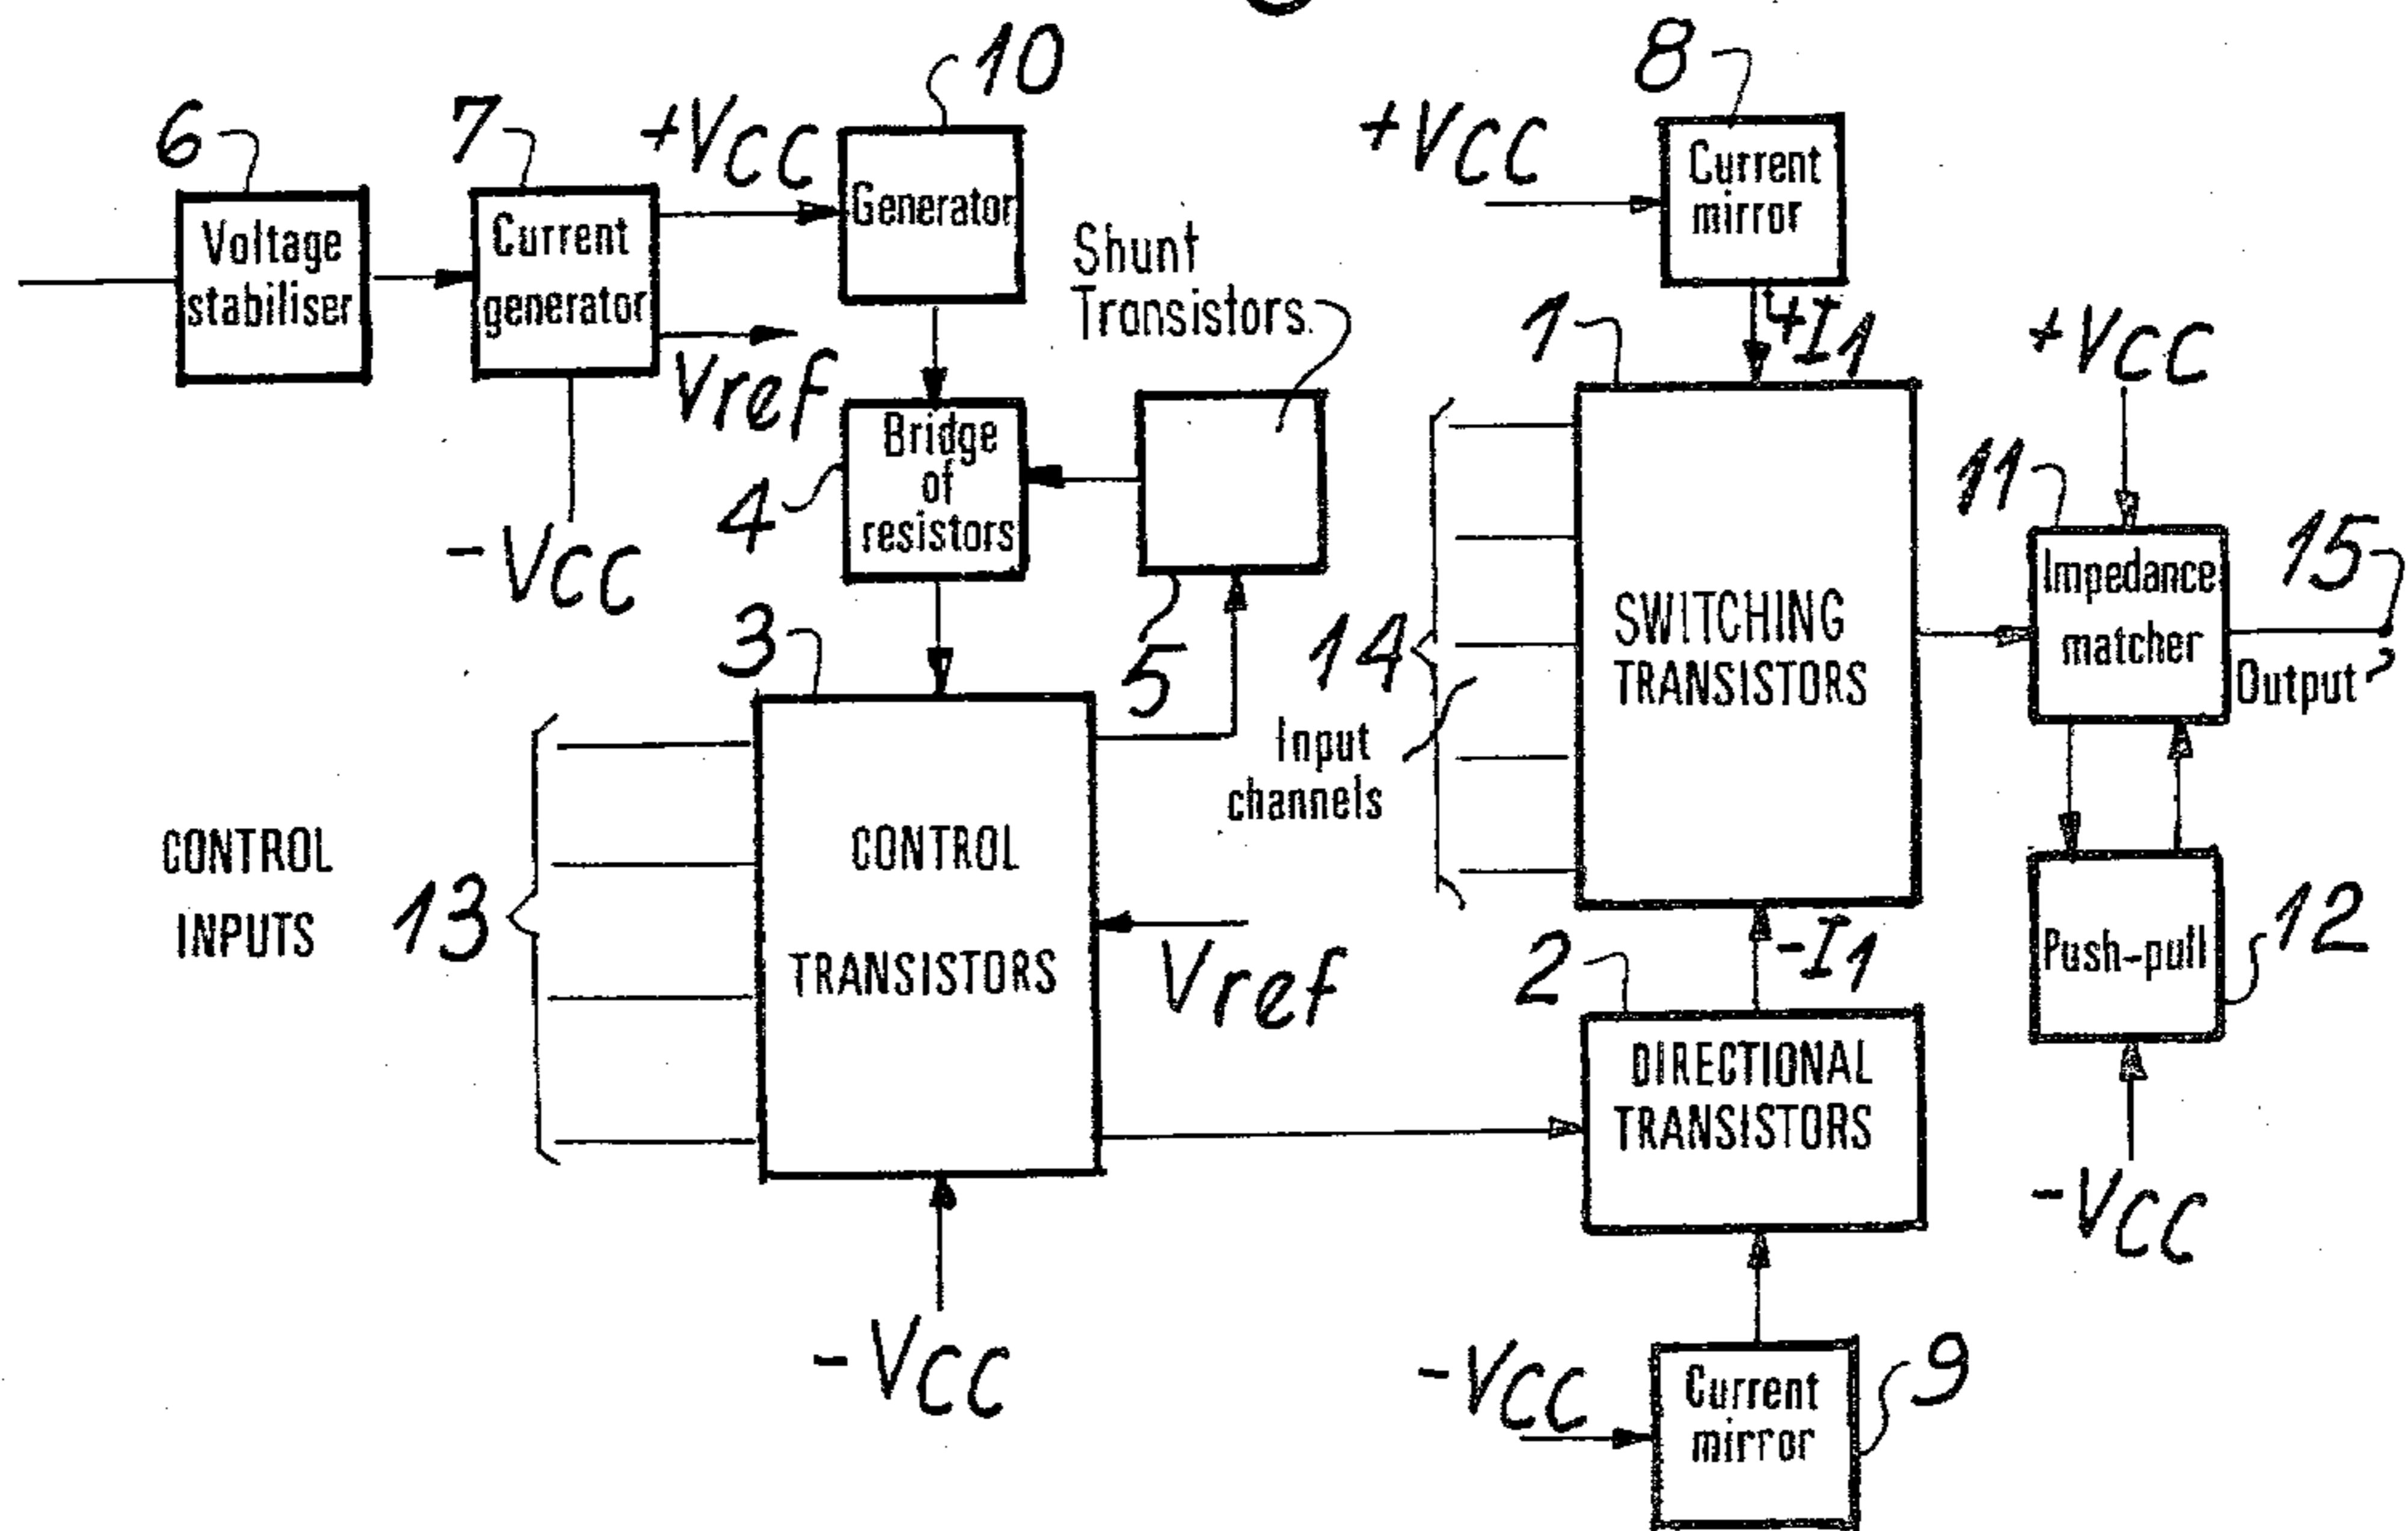 6
Voltage
stabiliser
7
Current
generator
+VCC
Vref
-VCC
10
Generator
Shunt
Transistors.
4
Bridge
of
resistors
5
8
+VCC
Current
mirror
+I1
1
14
Input
channels
SWITCHING
TRANSISTORS
+VCC
11
Impedance
matcher
15
Output
3
CONTROL
INPUTS
13
CONTROL
TRANSISTORS
Vref
-VCC
-I1
2
DIRECTIONAL
TRANSISTORS
Push-pull
12
-VCC
-VCC
Current
mirror
9